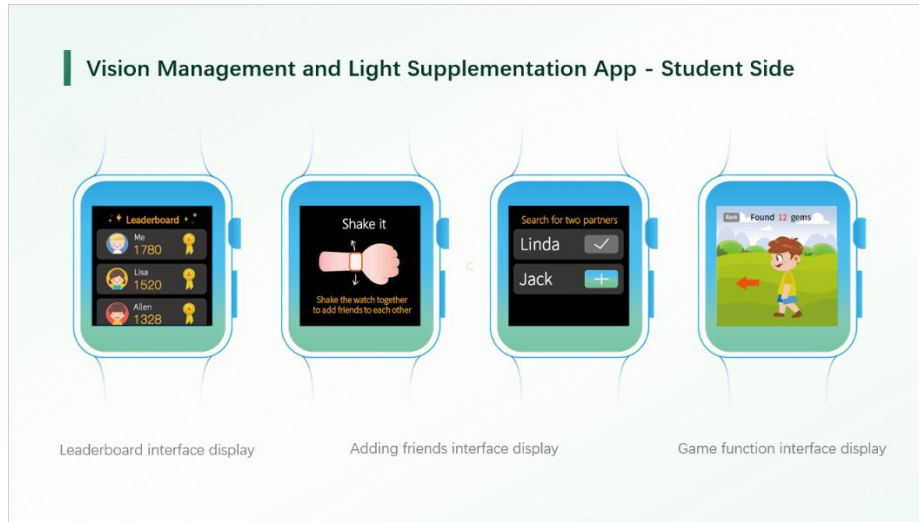 Vision Management and Light Supplementation App - Student Side
Leaderboard
Me
1780
Lisa
1520
Allen
1328
Shake it
Shake the watch together
to add friends to each other
Search for two partners
Linda
Jack
Back
Found 12 gems
C
Leaderboard interface display
Adding friends interface display
Game function interface display